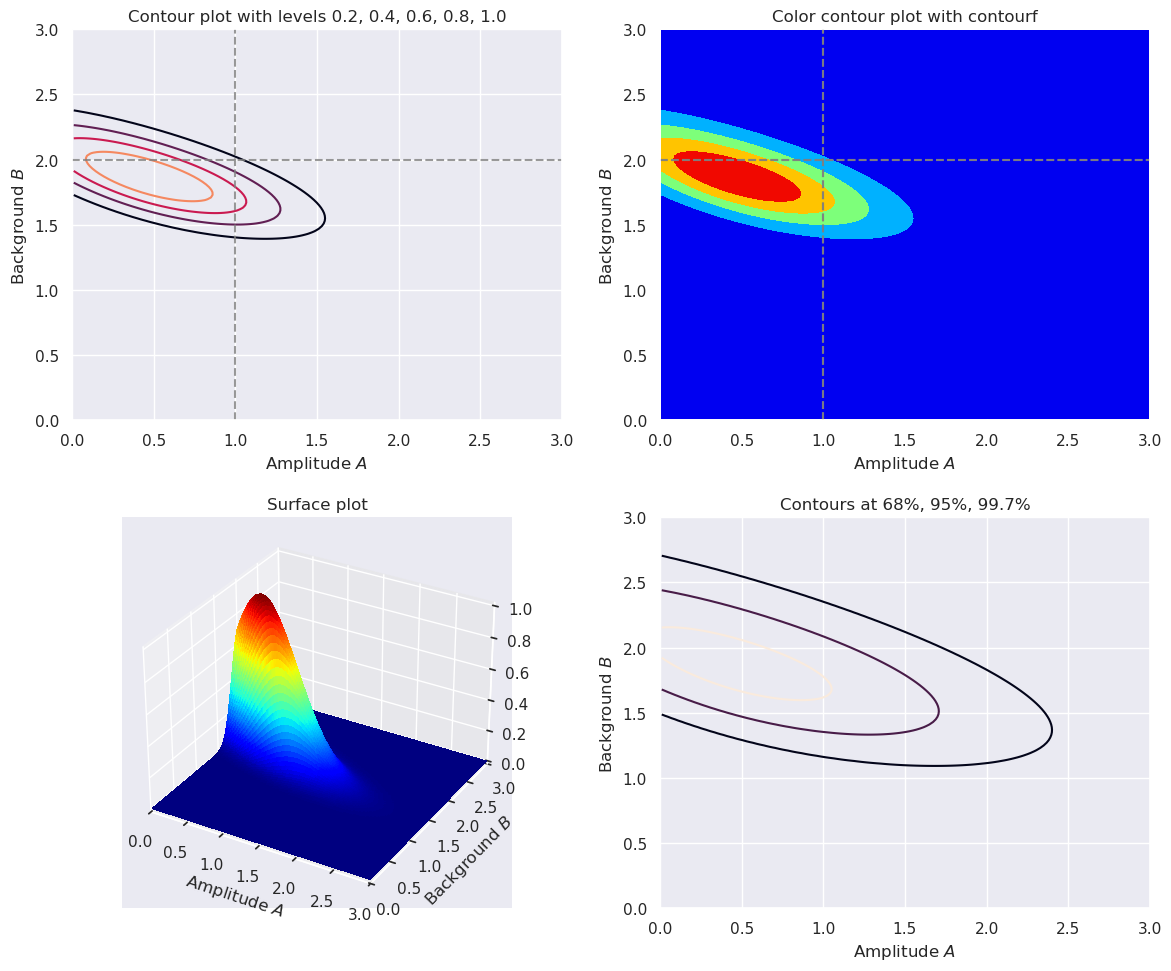 Contour plot with levels 0.2, 0.4, 0.6, 0.8, 1.0
3.0
2.5
2.0
1.5
1.0
0.5
0.0
Background B
0.0 0.5 1.0 1.5 2.0 2.5 3.0
Amplitude A
Color contour plot with contourf
3.0
2.5
2.0
1.5
1.0
0.5
0.0
Background B
0.0 0.5 1.0 1.5 2.0 2.5 3.0
Amplitude A
Surface plot
1.0
0.8
0.6
0.4
0.2
0.0
3.0
2.5
2.0
1.5
1.0
0.5
0.0
Background B
0.0
0.5
1.0
1.5
2.0
2.5
3.0
Amplitude A
Contours at 68%, 95%, 99.7%
3.0
2.5
2.0
1.5
1.0
0.5
0.0
Background B
0.0 0.5 1.0 1.5 2.0 2.5 3.0
Amplitude A